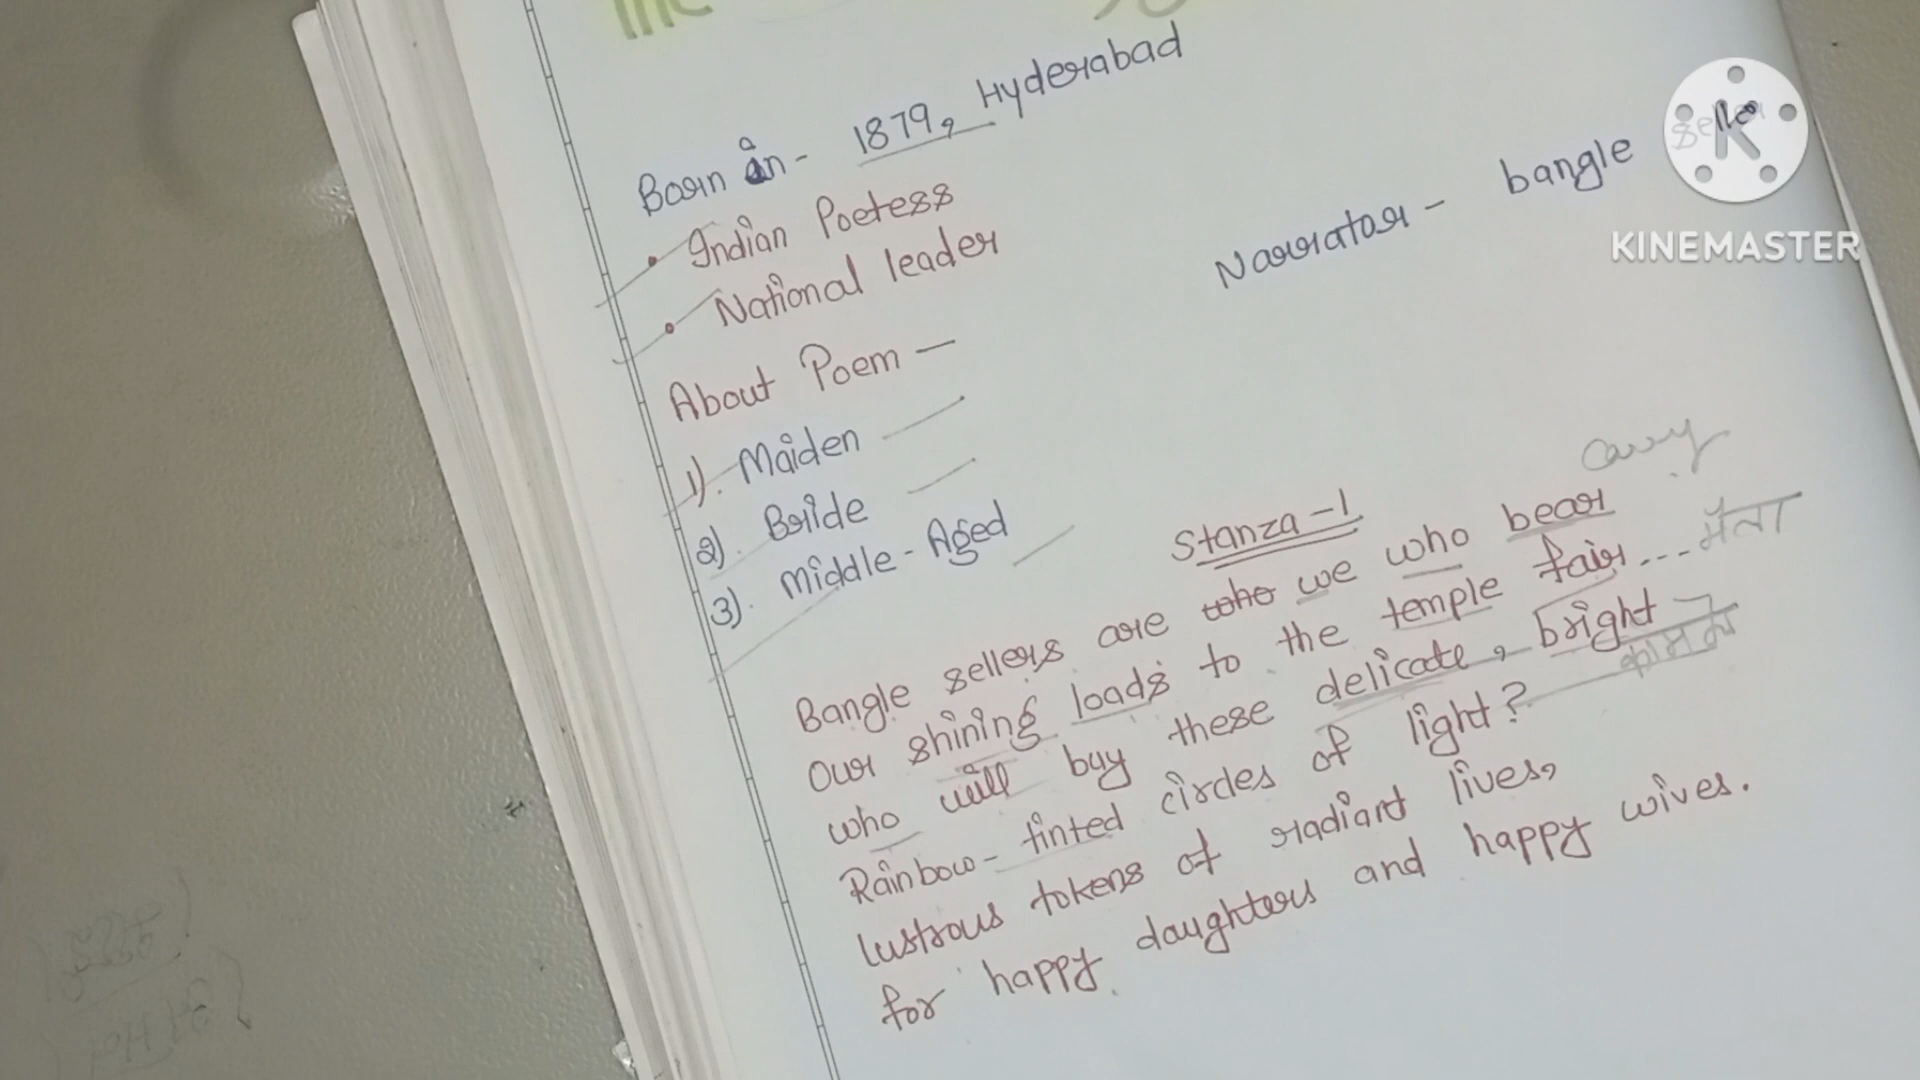 Born in - 1879, Hyderabad
• Indian Poetess
• National leader
Narrator - bangle seller
KINEMASTER
About Poem —
1). Maiden
2). Bride
3). Middle-Aged
Stanza-1
carry
Bangle sellers are who we who bear
Our shining loads to the temple fair... मैला
who will buy these delicate, bright
कोमल
Rainbow-tinted circles of light?
lustrous tokens of radiant lives,
for happy daughters and happy wives.